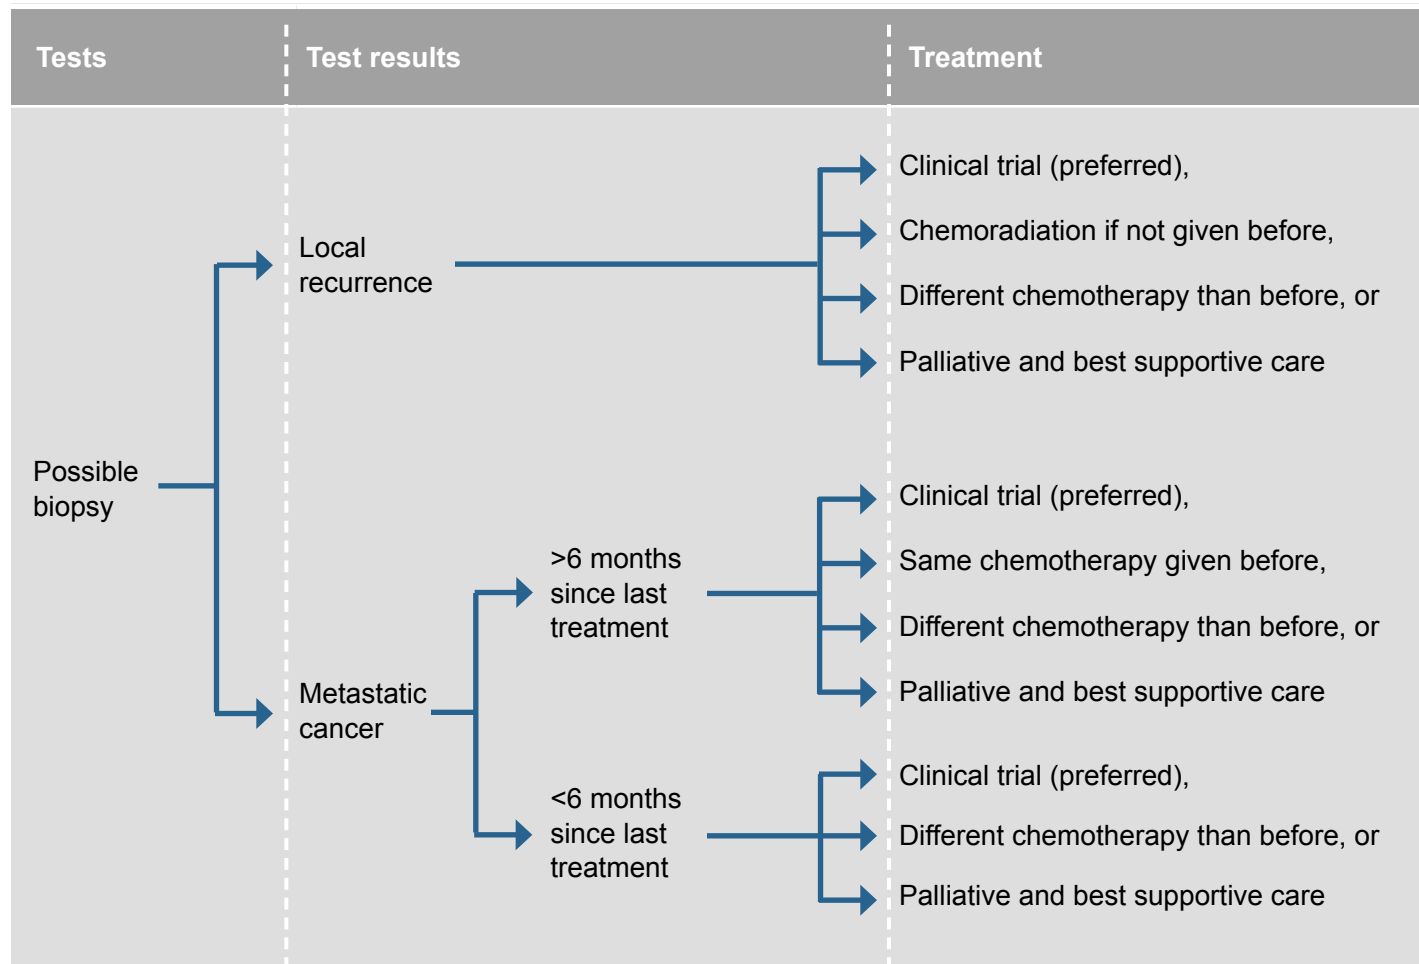 Tests
Test results
Treatment
Possible
biopsy
Local
recurrence
Clinical trial (preferred),
Chemoradiation if not given before,
Different chemotherapy than before, or
Palliative and best supportive care
Metastatic
cancer
>6 months
since last
treatment
Clinical trial (preferred),
Same chemotherapy given before,
Different chemotherapy than before, or
Palliative and best supportive care
<6 months
since last
treatment
Clinical trial (preferred),
Different chemotherapy than before, or
Palliative and best supportive care